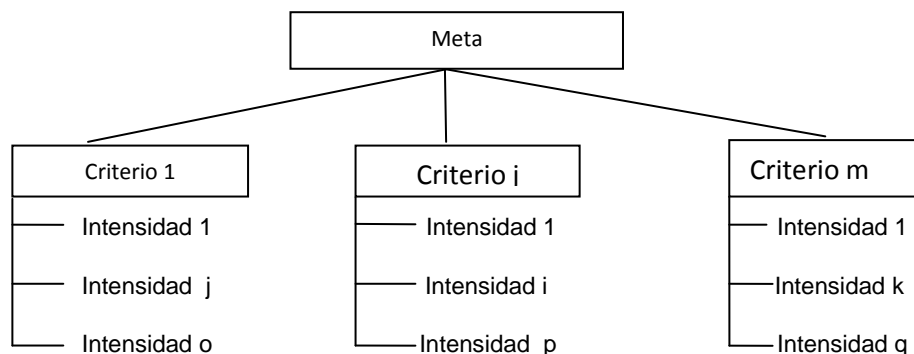 Meta
Criterio 1
Criterio i
Criterio m
Intensidad 1
Intensidad 1
Intensidad 1
Intensidad j
Intensidad i
Intensidad k
Intensidad o
Intensidad p
Intensidad q